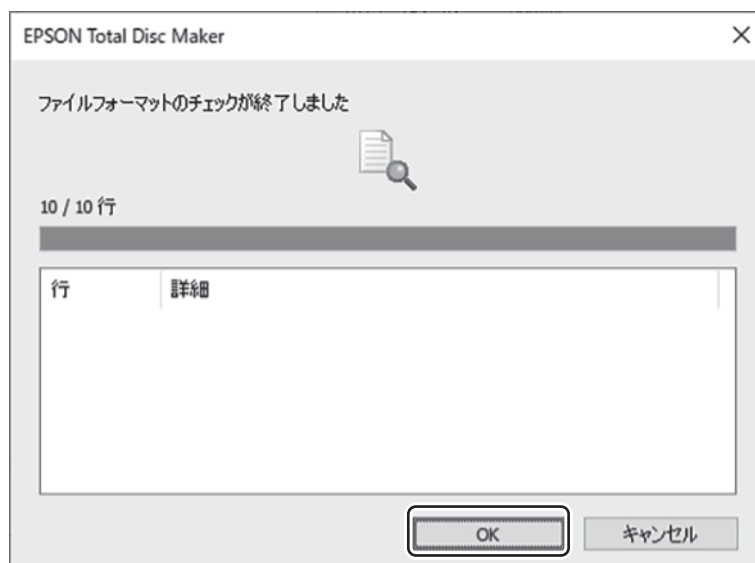 EPSON Total Disc Maker
ファイルフォーマットのチェックが終了しました
10 / 10 行
行 詳細
OK キャンセル